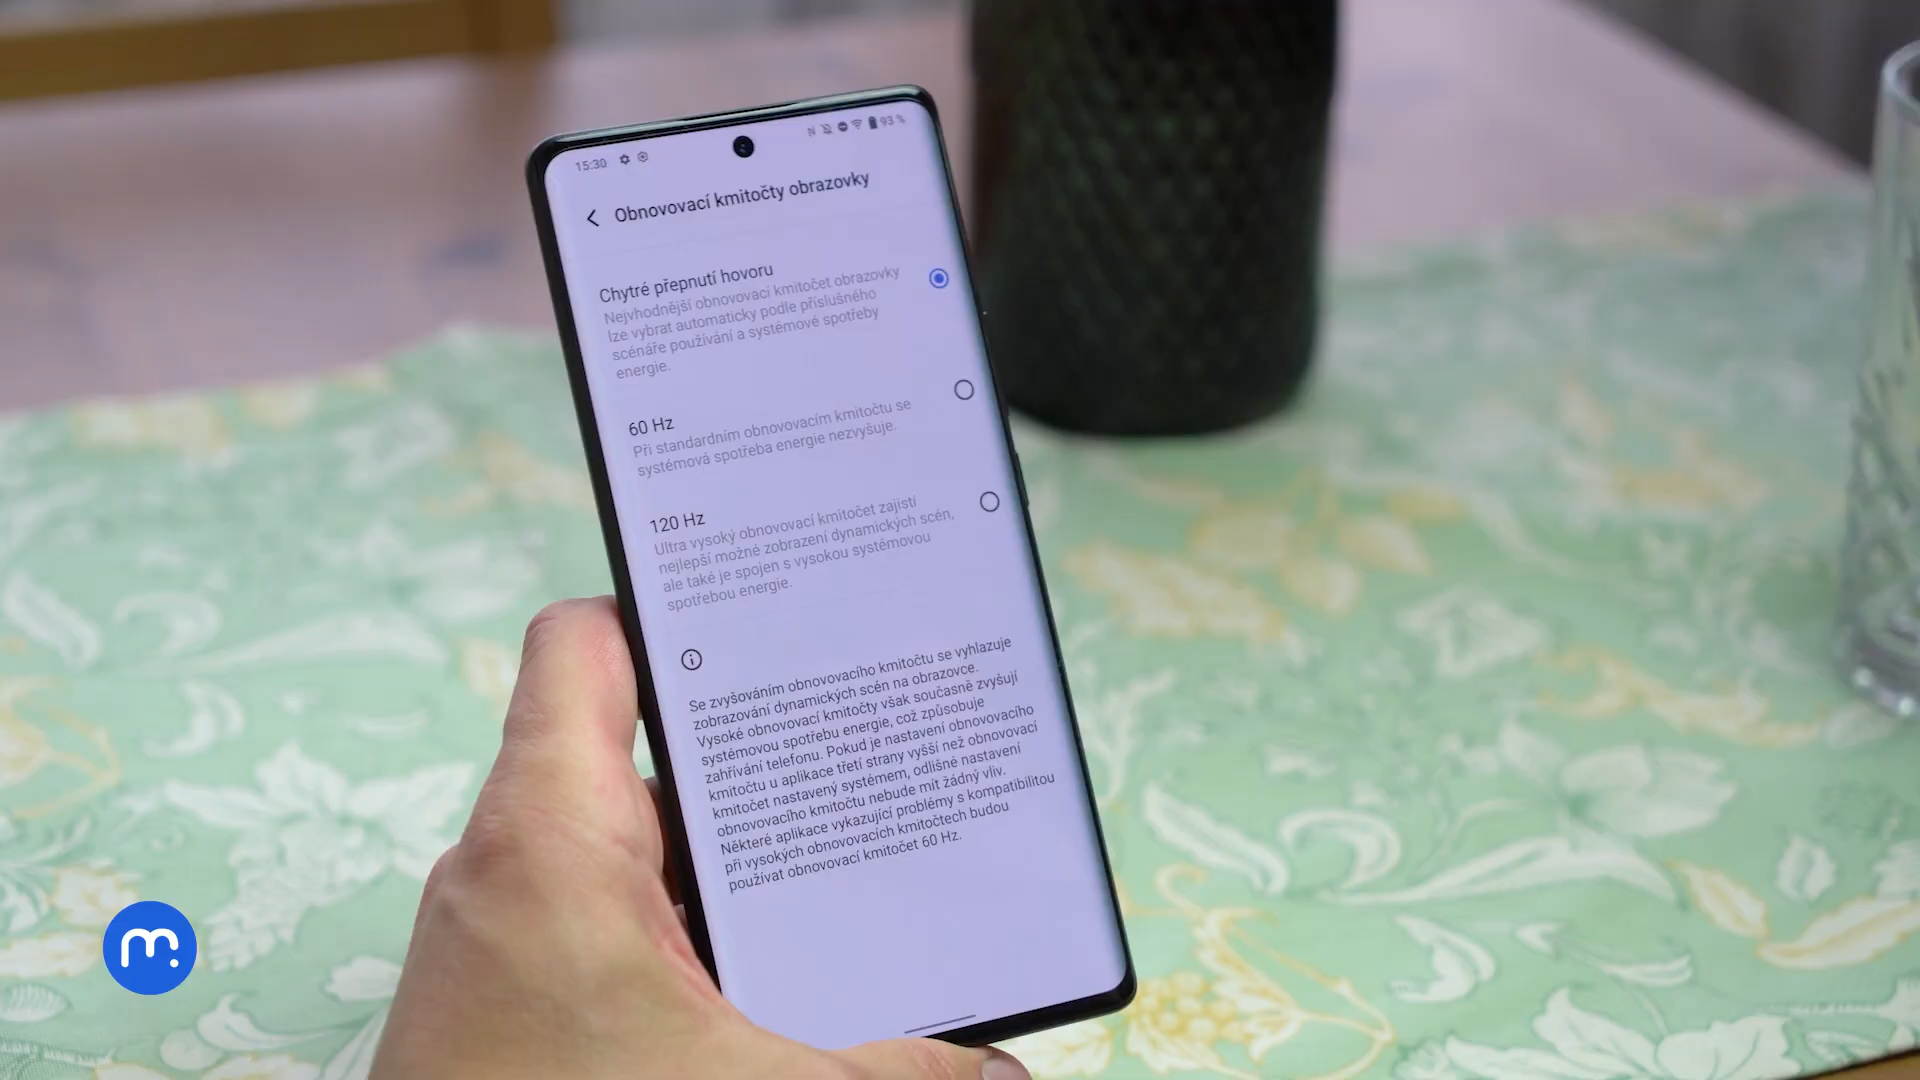 15:30
93 %
Obnovovací kmitočty obrazovky
Chytré přepnutí hovoru
Nejvhodnější obnovovací kmitočet obrazovky
lze vybrat automaticky podle příslušného
scénáře používání a systémové spotřeby
energie.
60 Hz
Při standardním obnovovacím kmitočtu se
systémová spotřeba energie nezvyšuje.
120 Hz
Ultra vysoký obnovovací kmitočet zajistí
nejlepší možné zobrazení dynamických scén,
ale také je spojen s vysokou systémovou
spotřebou energie.
Se zvyšováním obnovovacího kmitočtu se vyhlazuje
zobrazování dynamických scén na obrazovce.
Vysoké obnovovací kmitočty však současně zvyšují
systémovou spotřebu energie, což způsobuje
zahřívání telefonu. Pokud je nastavení obnovovacího
kmitočtu u aplikace třetí strany vyšší než obnovovací
kmitočet nastavený systémem, odlišné nastavení
obnovovacího kmitočtu nebude mít žádný vliv.
Některé aplikace vykazující problémy s kompatibilitou
při vysokých obnovovacích kmitočtech budou
používat obnovovací kmitočet 60 Hz.
m.